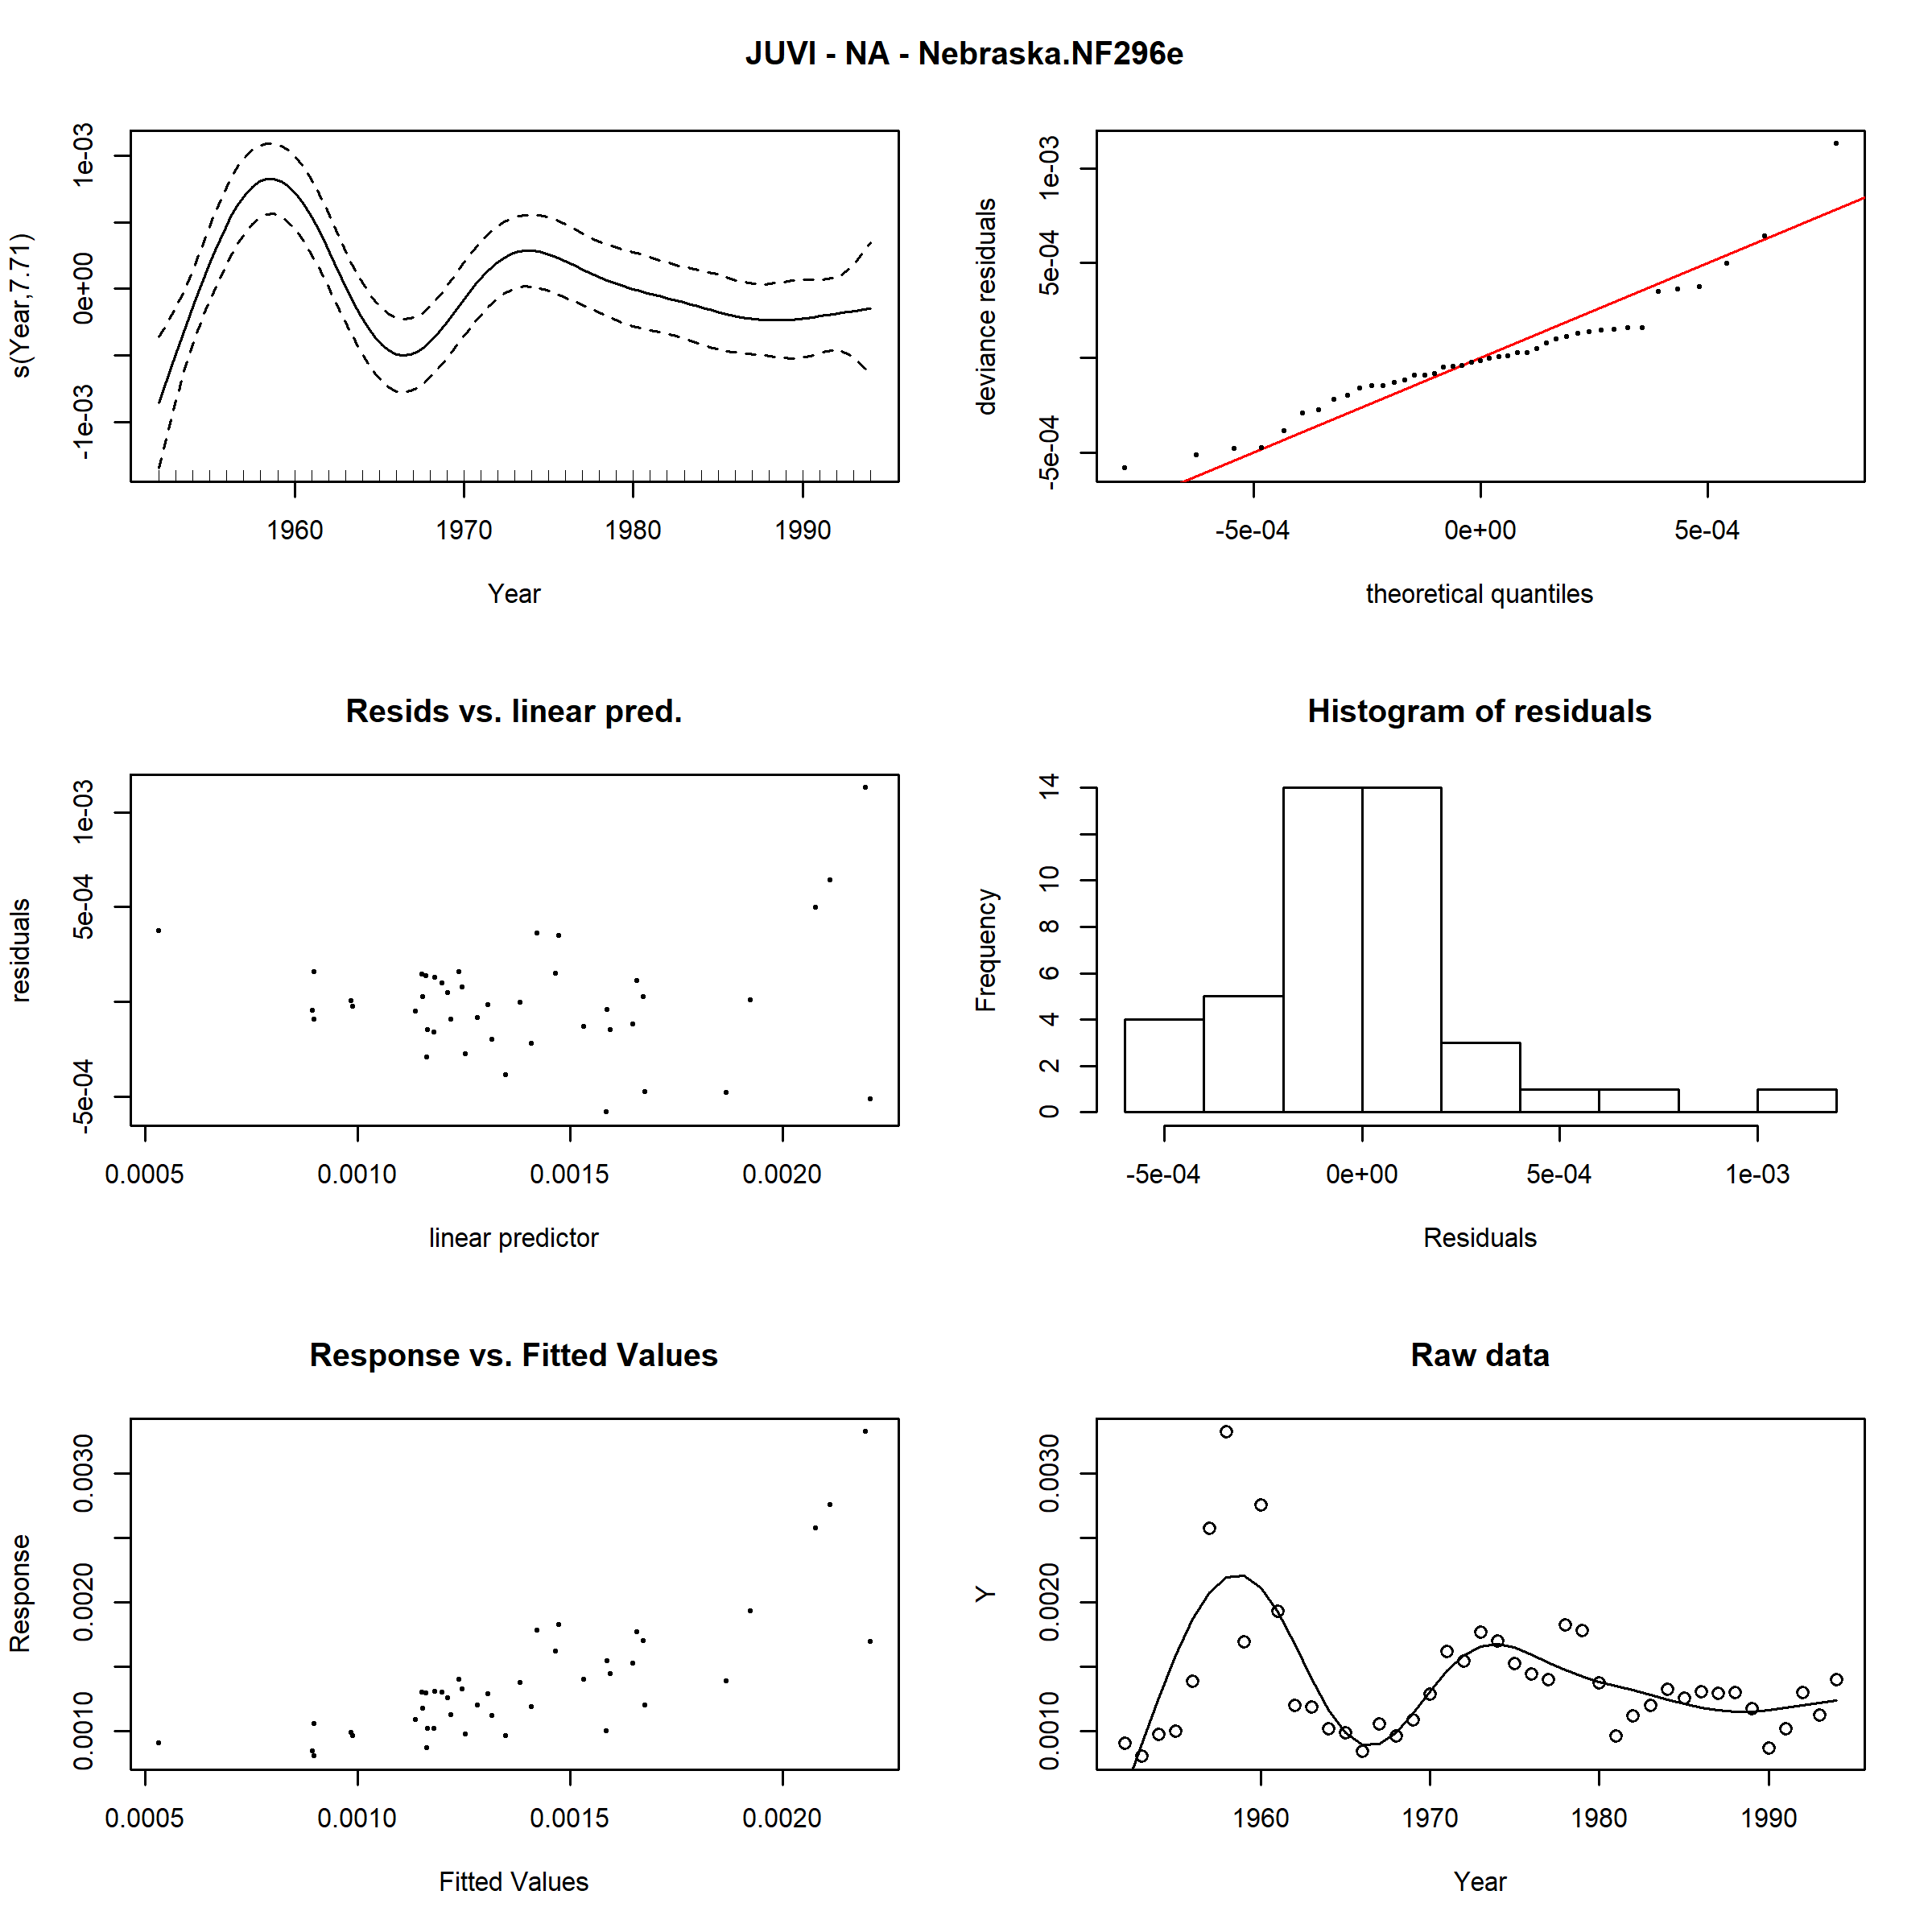 JUVI - NA - Nebraska.NF296e
s(Year,7.71)
1e-03
0e+00
-1e-03
1960 1970 1980 1990
Year
deviance residuals
1e-03
5e-04
-5e-04
-5e-04 0e+00 5e-04
theoretical quantiles
Resids vs. linear pred.
residuals
1e-03
5e-04
-5e-04
0.0005 0.0010 0.0015 0.0020
linear predictor
Histogram of residuals
Frequency
14
10
8
6
4
2
0
-5e-04 0e+00 5e-04 1e-03
Residuals
Response vs. Fitted Values
Response
0.0030
0.0020
0.0010
0.0005 0.0010 0.0015 0.0020
Fitted Values
Raw data
Y
0.0030
0.0020
0.0010
1960 1970 1980 1990
Year